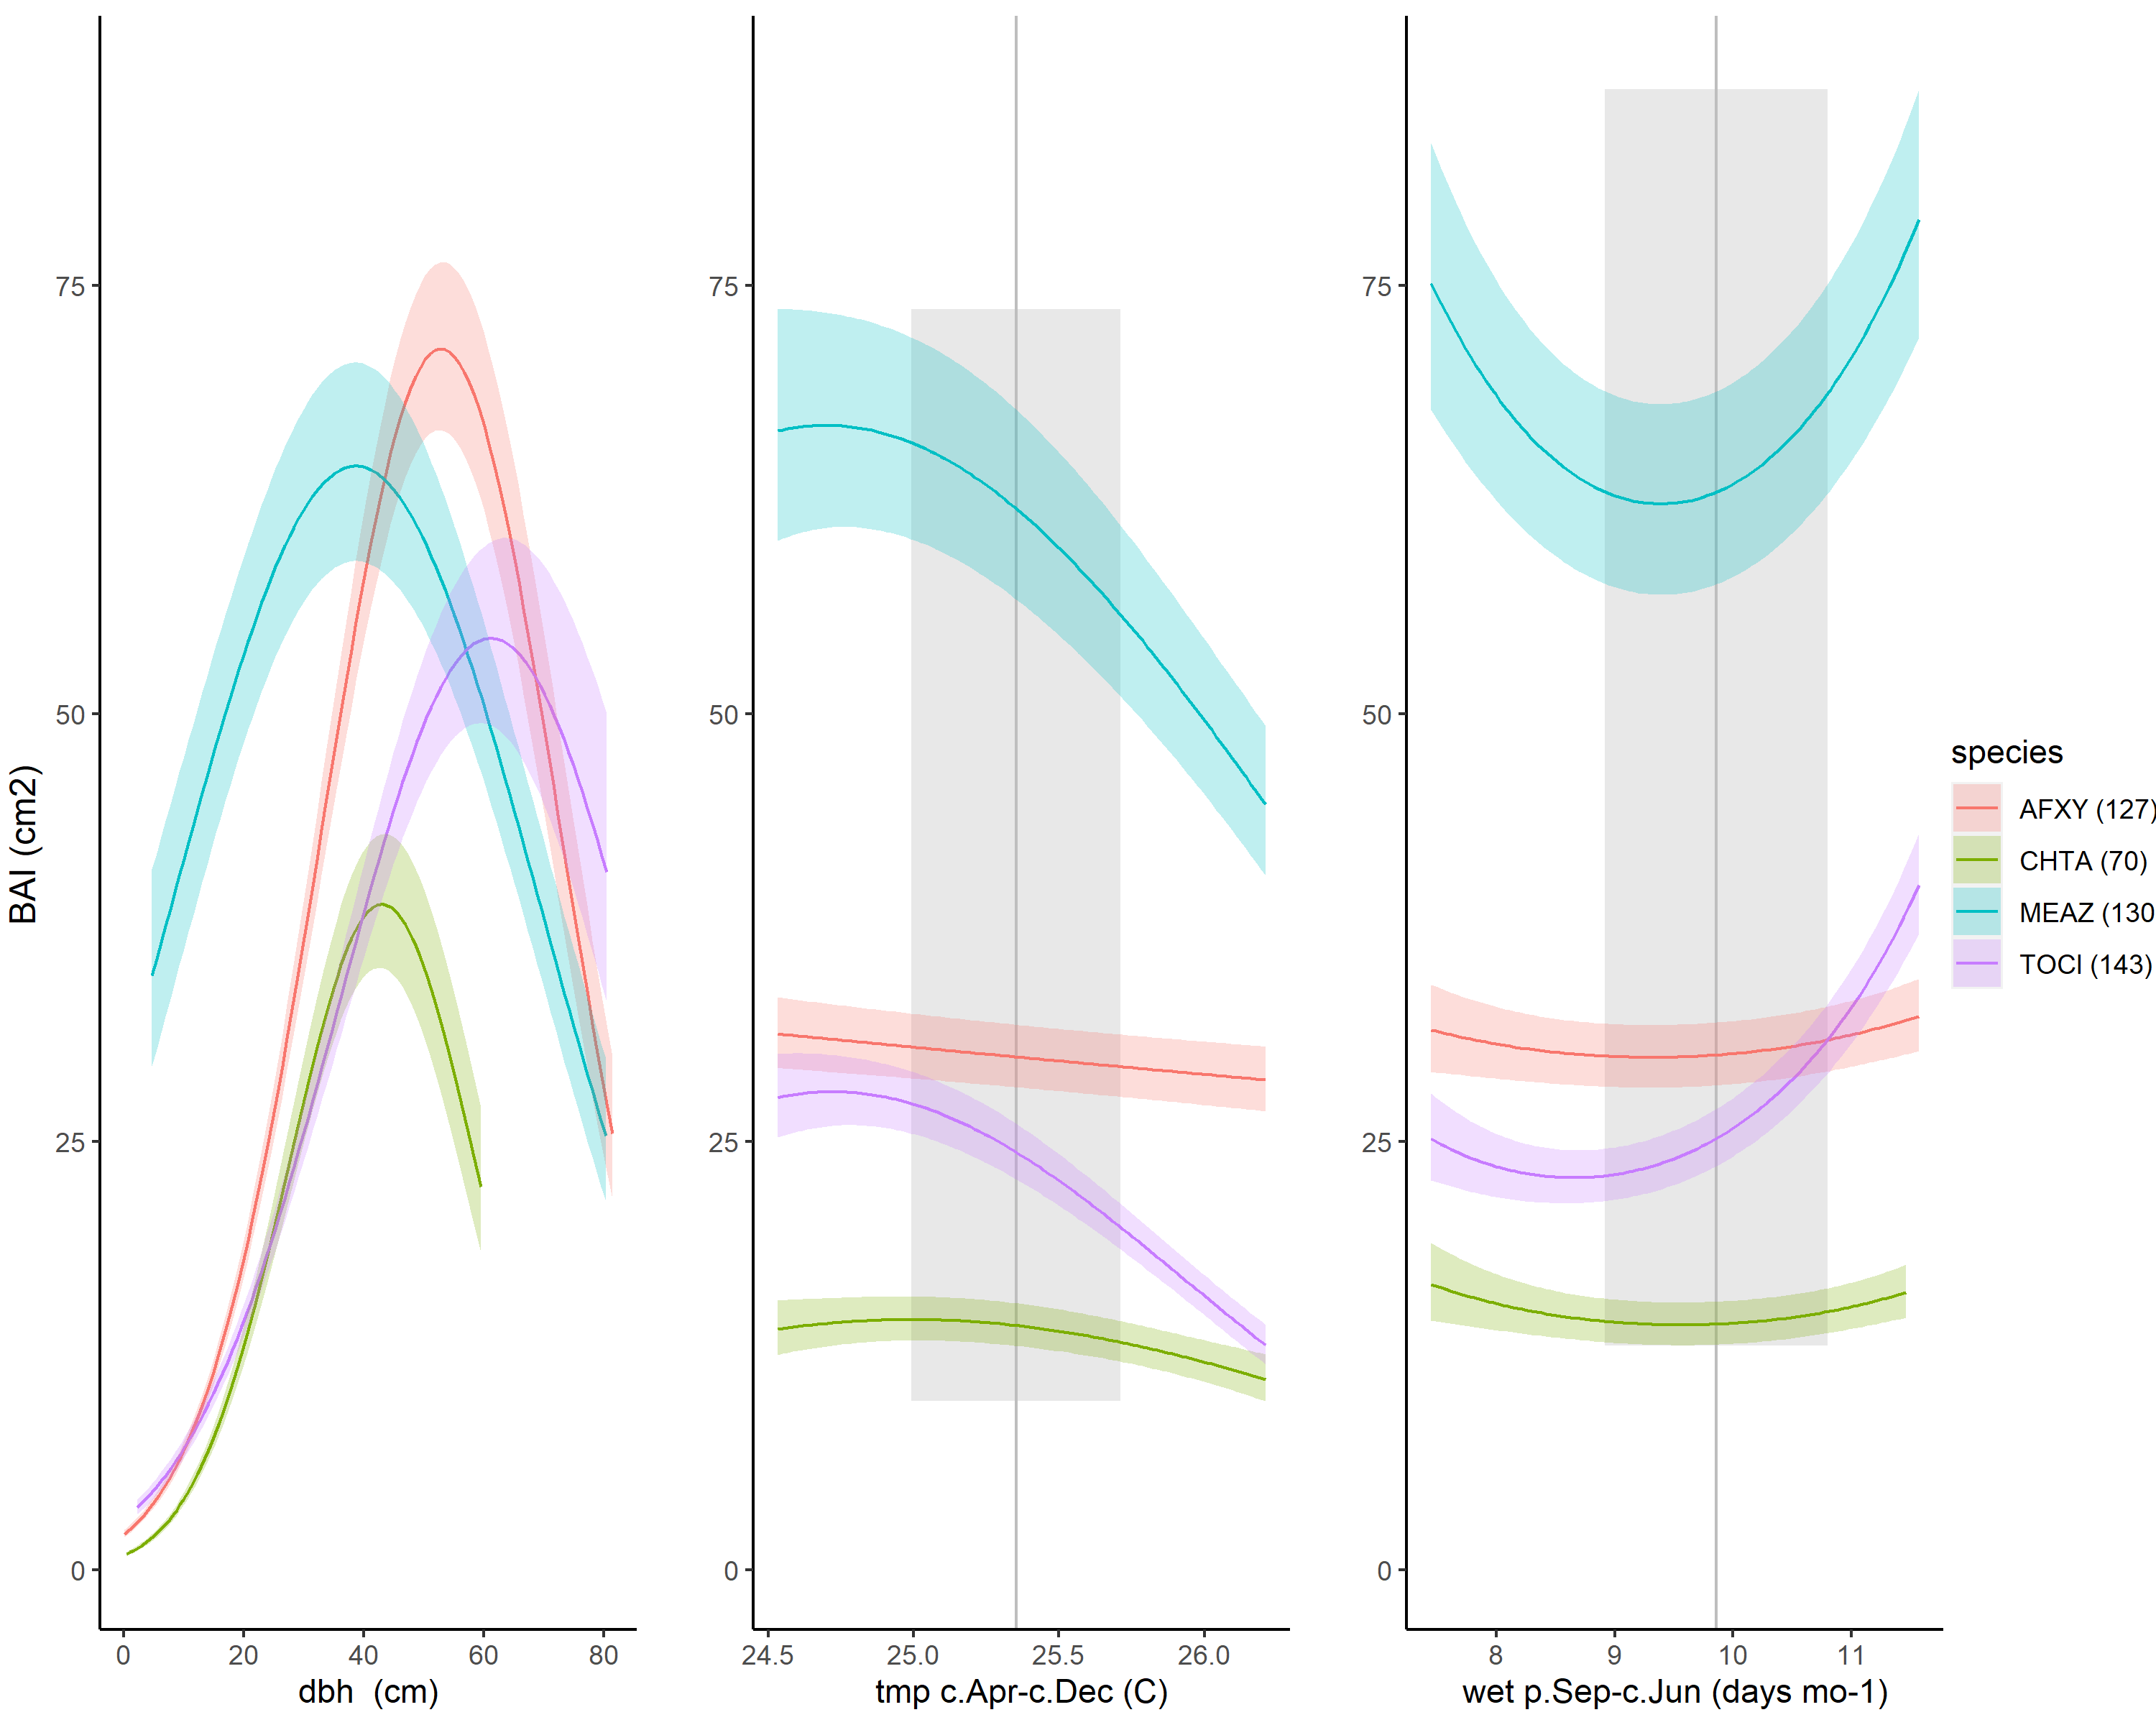 BAI (cm2)
75
50
25
0
0 20 40 60 80
dbh  (cm)
75
50
25
0
24.5 25.0 25.5 26.0
tmp c.Apr-c.Dec (C)
75
50
25
0
8 9 10 11
wet p.Sep-c.Jun (days mo-1)
species
AFXY (127)
CHTA (70)
MEAZ (130
TOCI (143)